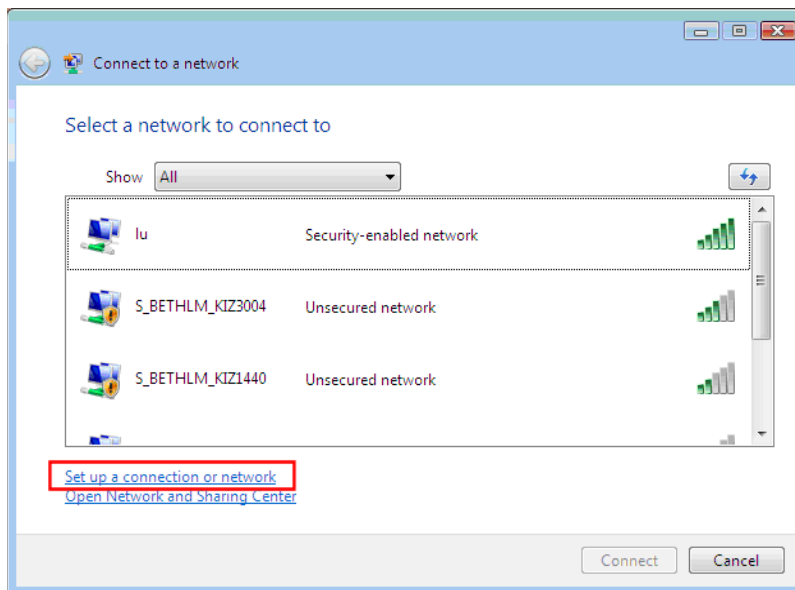 Connect to a network
Select a network to connect to
Show All
lu Security-enabled network
S_BETHLM_KIZ3004 Unsecured network
S_BETHLM_KIZ1440 Unsecured network
Set up a connection or network
Open Network and Sharing Center
Connect Cancel